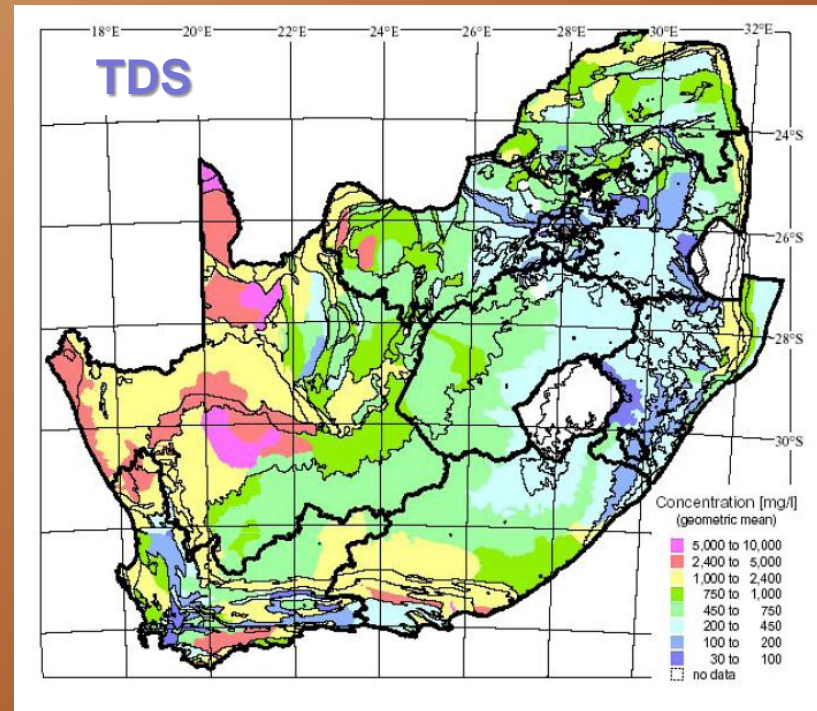 18°E 20°E 22°E 24°E 26°E 28°E 30°E 32°E
TDS
24°S
26°S
28°S
30°S
Concentration [mg/l]
(geometric mean)
5,000 to 10,000
2,400 to 5,000
1,000 to 2,400
750 to 1,000
450 to 750
200 to 450
100 to 200
30 to 100
no data